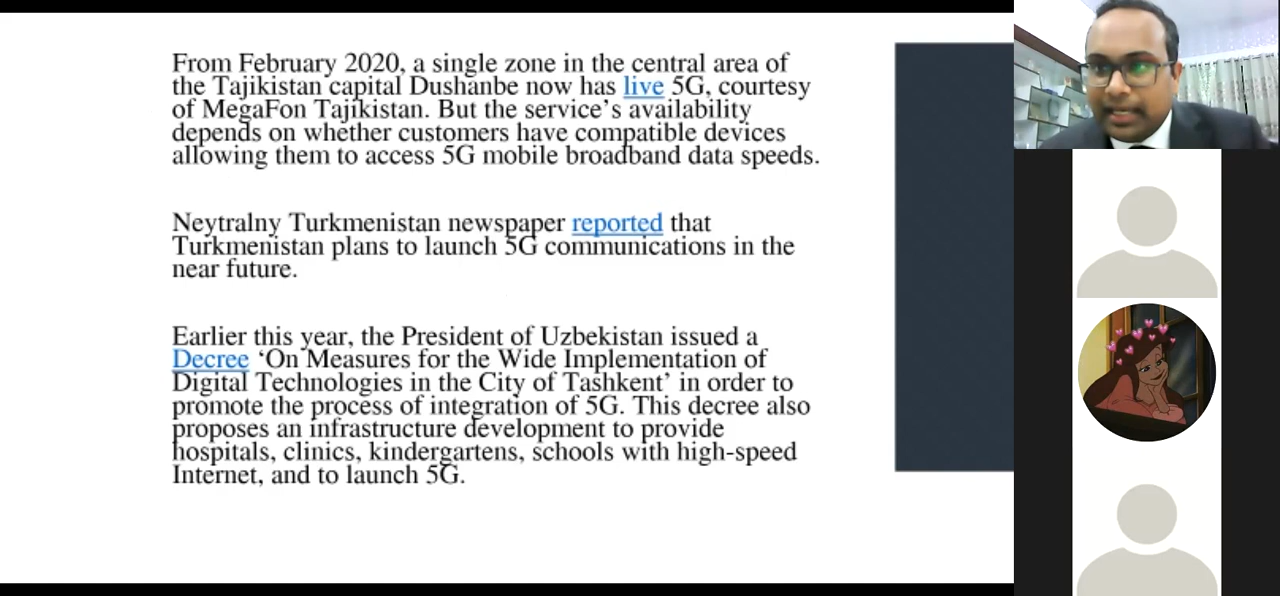 From February 2020, a single zone in the central area of
the Tajikistan capital Dushanbe now has live 5G, courtesy
of MegaFon Tajikistan. But the service’s availability
depends on whether customers have compatible devices
allowing them to access 5G mobile broadband data speeds.
Neytralny Turkmenistan newspaper reported that
Turkmenistan plans to launch 5G communications in the
near future.
Earlier this year, the President of Uzbekistan issued a
Decree ‘On Measures for the Wide Implementation of
Digital Technologies in the City of Tashkent’ in order to
promote the process of integration of 5G. This decree also
proposes an infrastructure development to provide
hospitals, clinics, kindergartens, schools with high-speed
Internet, and to launch 5G.